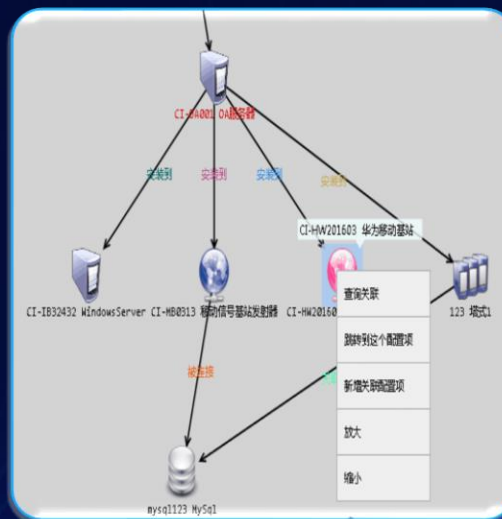 CI-OA001 OA服务器
安装到
安装到
安装到
安装到
CI-HW201603 华为移动基站
CI-IB32432 WindowsServer
CI-MB0313 移动信号基站发射器
CI-HW20160
123 塔式1
查询关联
跳转到这个配置项
新增关联配置项
放大
缩小
被连接
mysql123 MySql